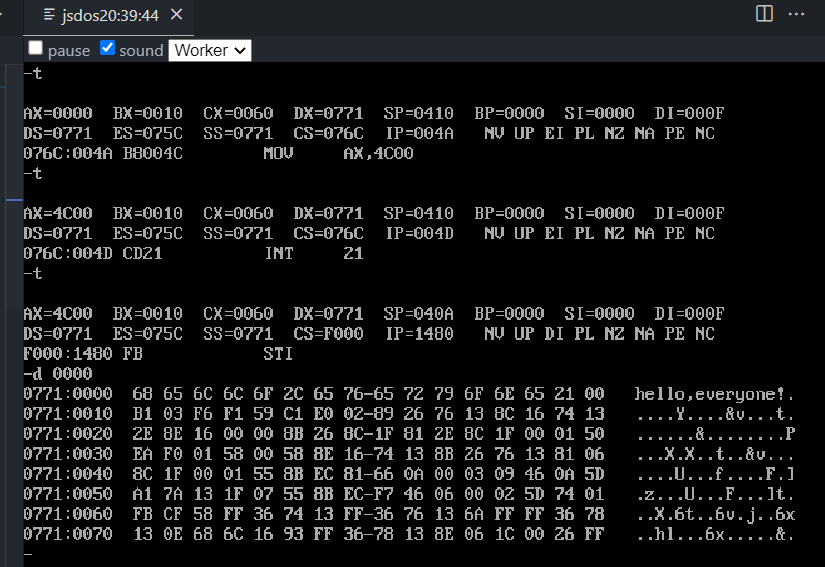 jsdos20:39:44
pause sound Worker
-t
AX=0000 BX=0010 CX=0060 DX=0771 SP=0410 BP=0000 SI=0000 DI=000F
DS=0771 ES=075C SS=0771 CS=076C IP=004A NV UP EI PL NZ NA PE NC
076C:004A B8004C MOV AX,4C00
-t
AX=4C00 BX=0010 CX=0060 DX=0771 SP=0410 BP=0000 SI=0000 DI=000F
DS=0771 ES=075C SS=0771 CS=076C IP=004D NV UP EI PL NZ NA PE NC
076C:004D CD21 INT 21
-t
AX=4C00 BX=0010 CX=0060 DX=0771 SP=040A BP=0000 SI=0000 DI=000F
DS=0771 ES=075C SS=0771 CS=F000 IP=1480 NV UP DI PL NZ NA PE NC
F000:1480 FB STI
-d 0000
0771:0000 68 65 6C 6C 6F 2C 65 76-65 72 79 6F 6E 65 21 00 hello,everyone!.
0771:0010 B1 03 F6 F1 59 C1 E0 02-89 26 76 13 8C 16 74 13 ....Y....&v...t.
0771:0020 2E 8E 16 00 00 8B 26 8C-1F 81 2E 8C 1F 00 01 50 ......&........P
0771:0030 EA F0 01 58 00 58 8E 16-74 13 8B 26 76 13 81 06 ...X.X..t..&v...
0771:0040 8C 1F 00 01 55 8B EC 81-66 0A 00 03 09 46 0A 5D ....U...f....F.]
0771:0050 A1 7A 13 1F 07 55 8B EC-F7 46 06 00 02 5D 74 01 .z...U...F...]t.
0771:0060 FB CF 58 FF 36 74 13 FF-36 76 13 6A FF FF 36 78 ..X.6t..6v.j..6x
0771:0070 13 0E 68 6C 16 93 FF 36-78 13 8E 06 1C 00 26 FF ..hl...6x.....&.
-